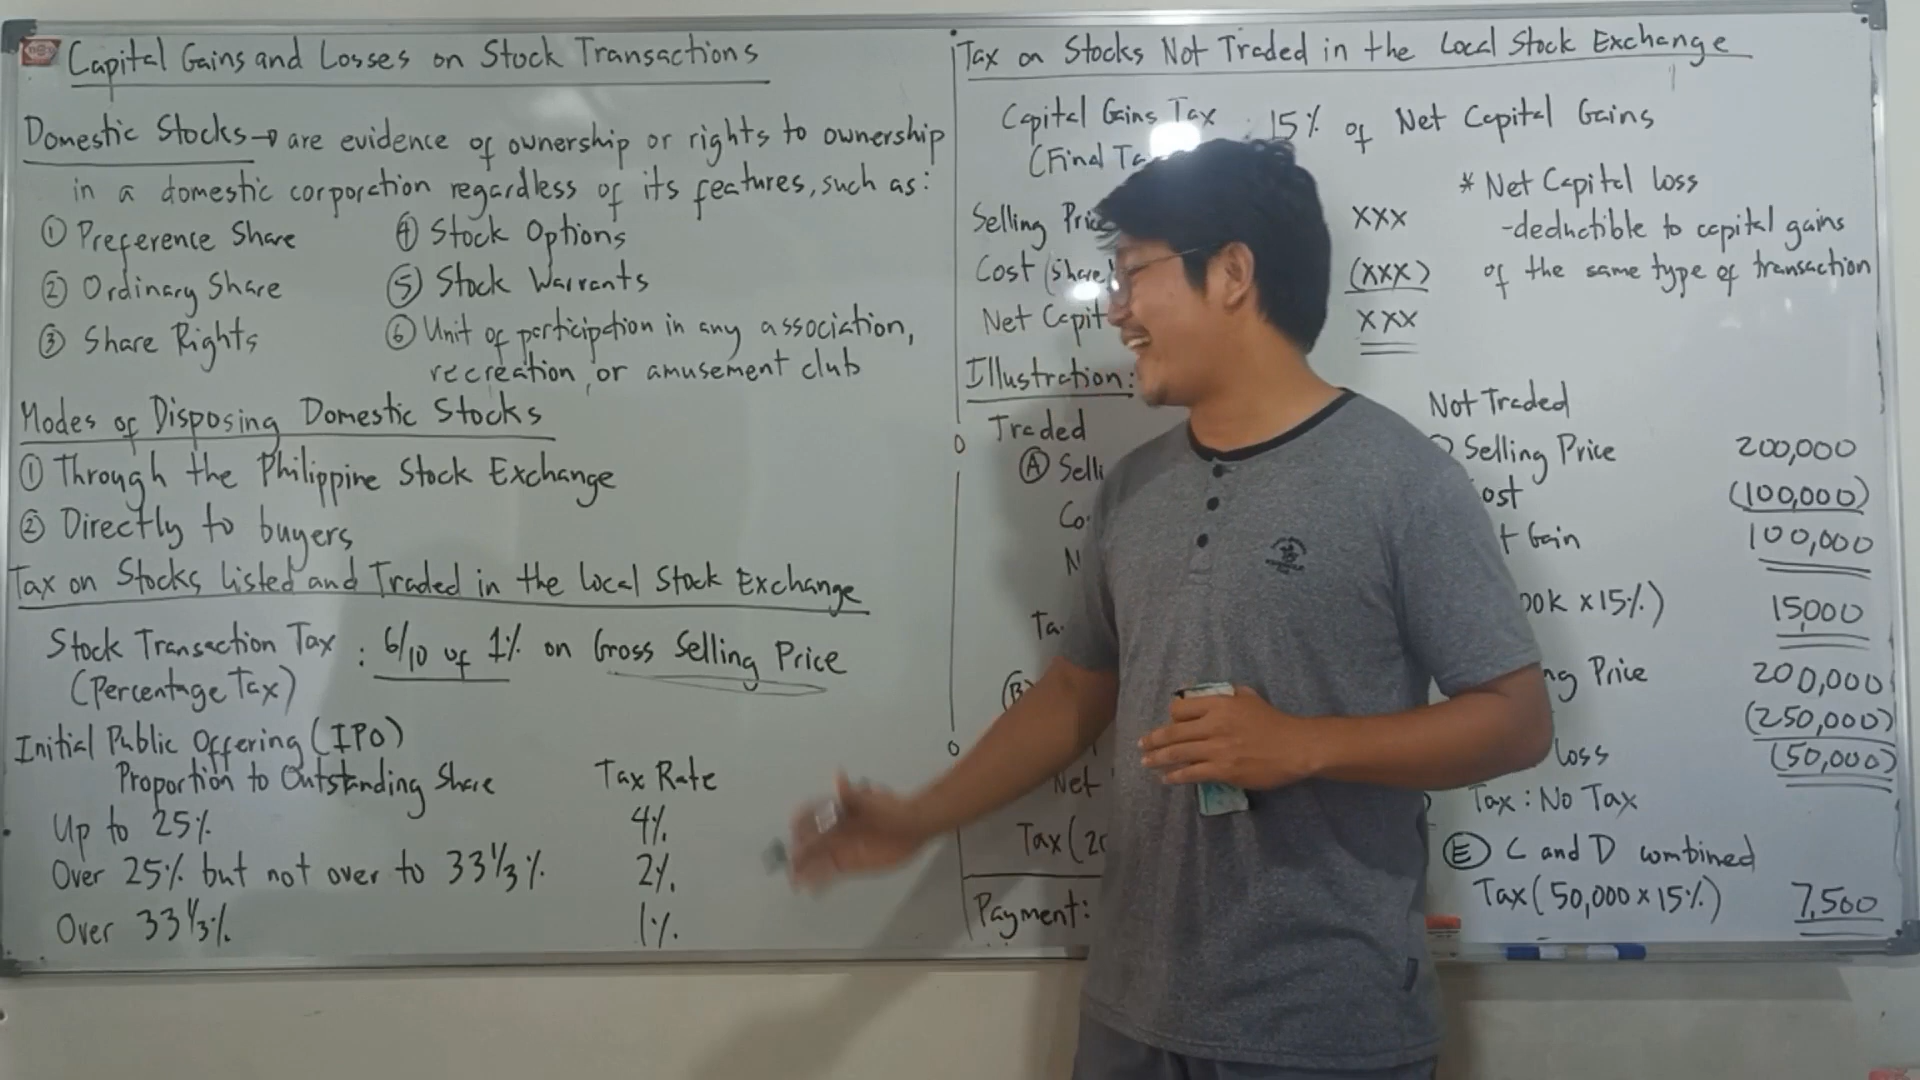 Capital Gains and Losses on Stock Transactions
Domestic Stocks → are evidence of ownership or rights to ownership
in a domestic corporation regardless of its features, such as:
① Preference Share
② Ordinary Share
③ Share Rights
④ Stock Options
⑤ Stock Warrants
⑥ Unit of participation in any association,
recreation, or amusement club
Modes of Disposing Domestic Stocks
① Through the Philippine Stock Exchange
② Directly to buyers
Tax on Stocks Listed and Traded in the Local Stock Exchange
Stock Transaction Tax : 6/10 of 1% on Gross Selling Price
(Percentage Tax)
Initial Public Offering (IPO)
Proportion to Outstanding Share Tax Rate
Up to 25% 4%
Over 25% but not over to 33 1/3% 2%
Over 33 1/3% 1%
Tax on Stocks Not Traded in the Local Stock Exchange
Capital Gains Tax : 15% of Net Capital Gains
(Final
Selling XXX
Cost (share) (XXX)
Net XXX
* Net Capital Loss
- deductible to capital gains
of the same type of transaction
Illustration:
Traded
Ⓐ
Net
Tax
Payment:
Not Traded
Selling Price 200,000
(100,000)
Gain 100,000
x15%) 15,000
Price 200,000
(250,000)
loss (50,000)
Tax: No Tax
Ⓔ C and D combined
Tax (50,000 x 15%) 7,500